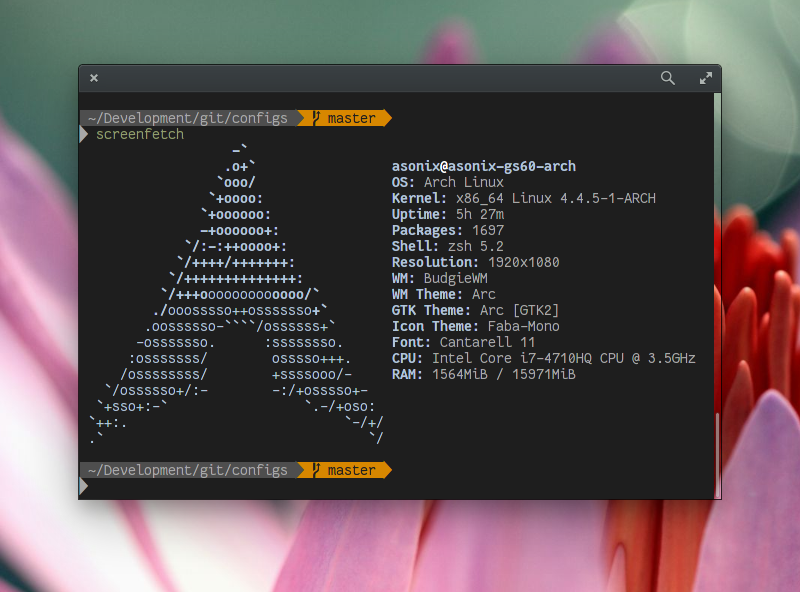 ~/Development/git/configs master
screenfetch
-`
.o+` asonix@asonix-gs60-arch
`ooo/ OS: Arch Linux
`+oooo: Kernel: x86_64 Linux 4.4.5-1-ARCH
`+oooooo: Uptime: 5h 27m
-+oooooo+: Packages: 1697
`/:-:++oooo+: Shell: zsh 5.2
`/++++/+++++++: Resolution: 1920x1080
`/++++++++++++++: WM: BudgieWM
`/+++ooooooooooooo/` WM Theme: Arc
./ooosssso++osssssso+` GTK Theme: Arc [GTK2]
.oossssso-````/ossssss+` Icon Theme: Faba-Mono
-osssssso. :ssssssso. Font: Cantarell 11
:osssssss/ osssso+++. CPU: Intel Core i7-4710HQ CPU @ 3.5GHz
/ossssssss/ +ssssooo/- RAM: 1564MiB / 15971MiB
`/ossssso+/:- -:/+osssso+-
`+sso+:-` `.-/+oso:
`++:. `-/+/
.` `/
~/Development/git/configs master